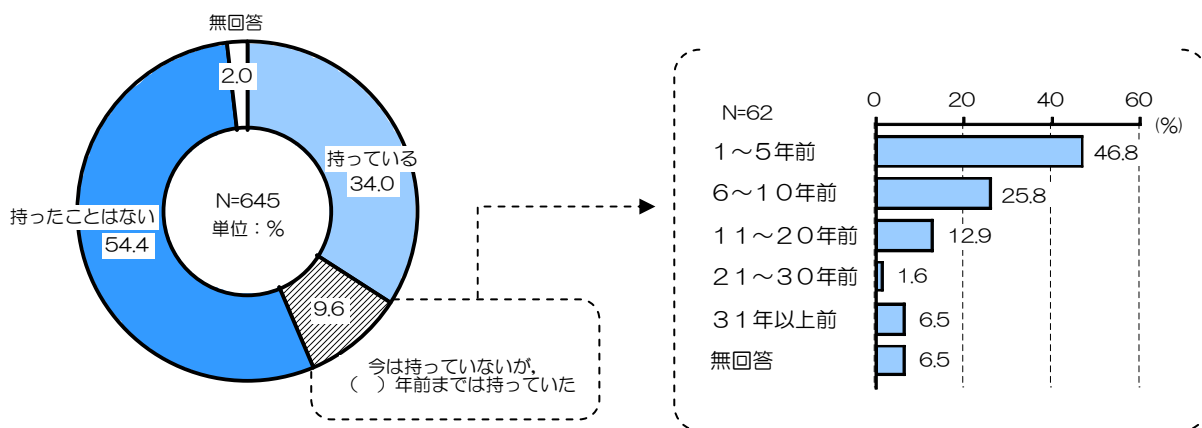 無回答
2.0
持っている
34.0
N=645
単位：%
持ったことはない
54.4
9.6
今は持っていないが,
(　)年前までは持っていた
N=62
0 20 40 60
(%)
1～5年前 46.8
6～10年前 25.8
11～20年前 12.9
21～30年前 1.6
31年以上前 6.5
無回答 6.5